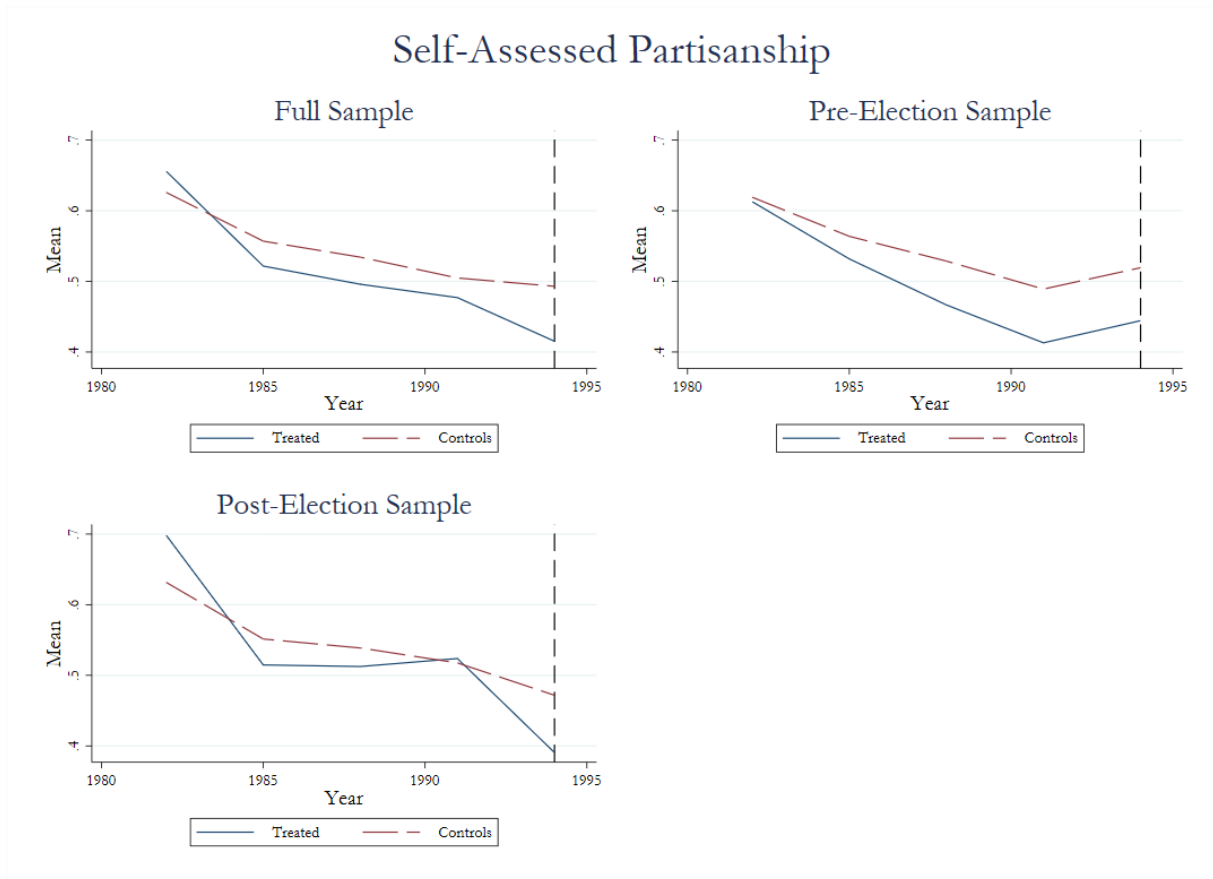 Self-Assessed Partisanship
Full Sample
Mean
.7
.6
.5
.4
1980 1985 1990 1995
Year
Treated Controls
Pre-Election Sample
Mean
.7
.6
.5
.4
1980 1985 1990 1995
Year
Treated Controls
Post-Election Sample
Mean
.7
.6
.5
.4
1980 1985 1990 1995
Year
Treated Controls